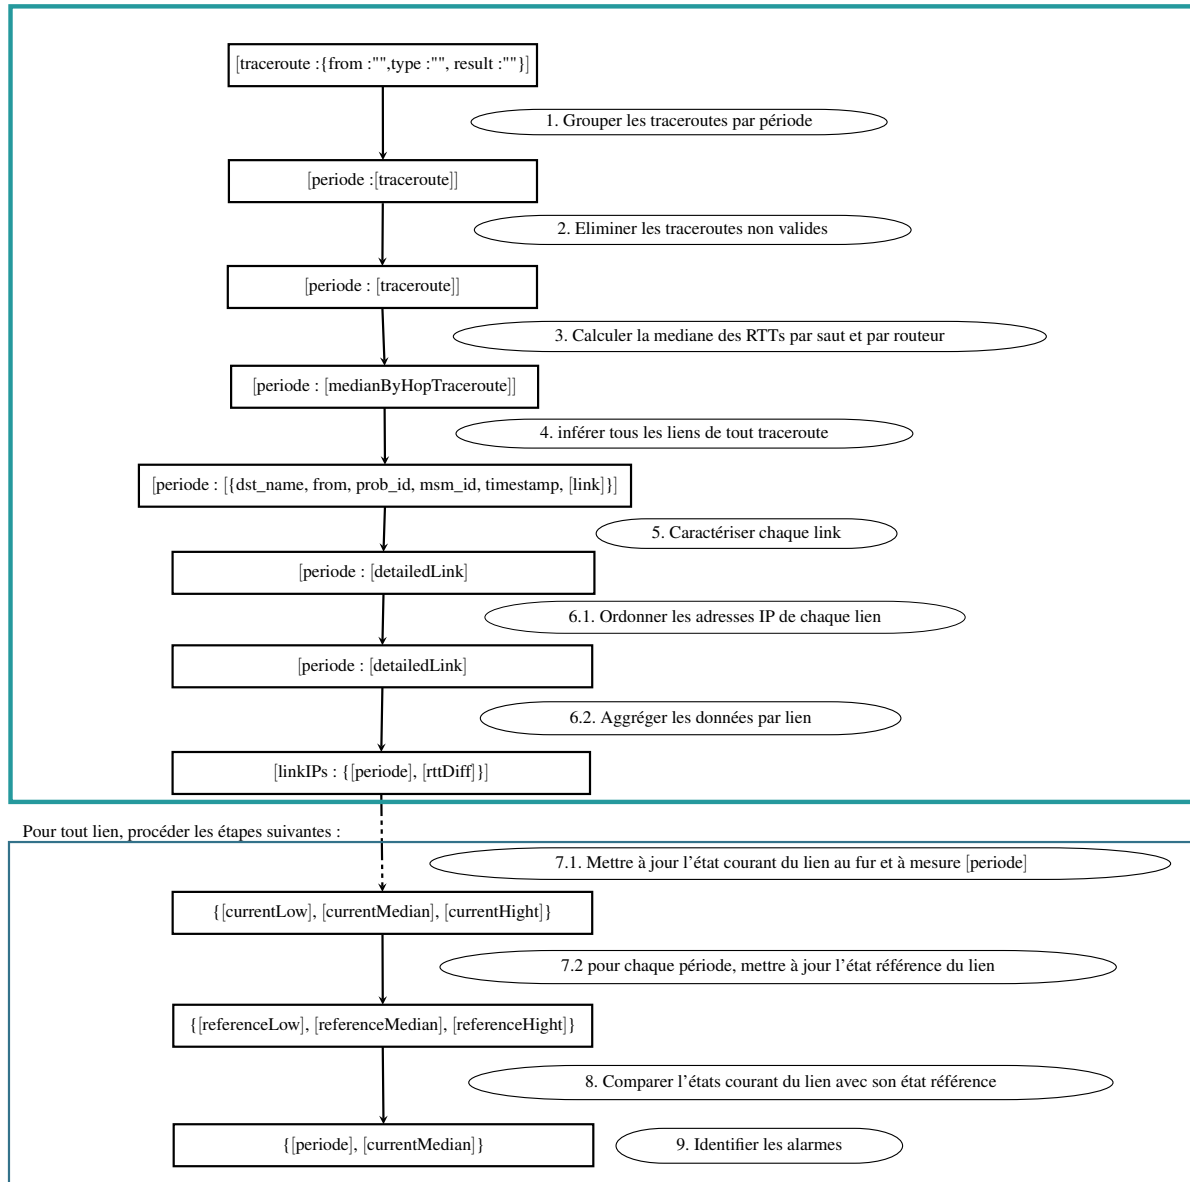 [traceroute :{from :"",type :"", result :""}]
1. Grouper les traceroutes par période
[periode :[traceroute]]
2. Eliminer les traceroutes non valides
[periode : [traceroute]]
3. Calculer la mediane des RTTs par saut et par routeur
[periode : [medianByHopTraceroute]]
4. inférer tous les liens de tout traceroute
[periode : [{dst_name, from, prob_id, msm_id, timestamp, [link]}]
5. Caractériser chaque link
[periode : [detailedLink]
6.1. Ordonner les adresses IP de chaque lien
[periode : [detailedLink]
6.2. Aggréger les données par lien
[linkIPs : {[periode], [rttDiff]}]
Pour tout lien, procéder les étapes suivantes :
7.1. Mettre à jour l'état courant du lien au fur et à mesure [periode]
{[currentLow], [currentMedian], [currentHight]}
7.2 pour chaque période, mettre à jour l'état référence du lien
{[referenceLow], [referenceMedian], [referenceHight]}
8. Comparer l'états courant du lien avec son état référence
{[periode], [currentMedian]}
9. Identifier les alarmes